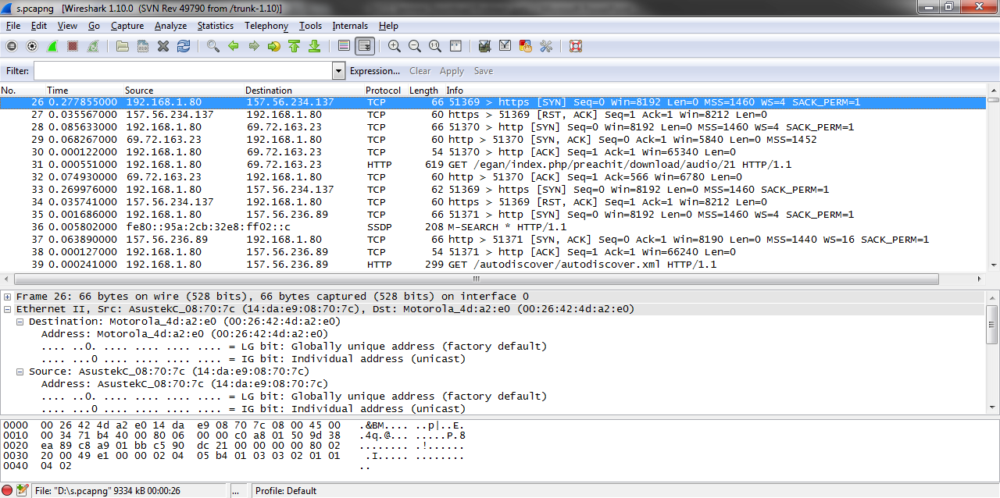 s.pcapng [Wireshark 1.10.0 (SVN Rev 49790 from /trunk-1.10)]
File Edit View Go Capture Analyze Statistics Telephony Tools Internals Help
Filter: Expression... Clear Apply Save
No. Time Source Destination Protocol Length Info
26 0.277855000 192.168.1.80 157.56.234.137 TCP 66 51369 > https [SYN] Seq=0 Win=8192 Len=0 MSS=1460 WS=4 SACK_PERM=1
27 0.035567000 157.56.234.137 192.168.1.80 TCP 60 https > 51369 [RST, ACK] Seq=1 Ack=1 Win=8212 Len=0
28 0.085633000 192.168.1.80 69.72.163.23 TCP 66 51370 > http [SYN] Seq=0 Win=8192 Len=0 MSS=1460 WS=4 SACK_PERM=1
29 0.068267000 69.72.163.23 192.168.1.80 TCP 60 http > 51370 [SYN, ACK] Seq=0 Ack=1 Win=5840 Len=0 MSS=1452
30 0.000122000 192.168.1.80 69.72.163.23 TCP 54 51370 > http [ACK] Seq=1 Ack=1 Win=65340 Len=0
31 0.000551000 192.168.1.80 69.72.163.23 HTTP 619 GET /egan/index.php/preachit/download/audio/21 HTTP/1.1
32 0.074930000 69.72.163.23 192.168.1.80 TCP 60 http > 51370 [ACK] Seq=1 Ack=566 Win=6780 Len=0
33 0.269976000 192.168.1.80 157.56.234.137 TCP 62 51369 > https [SYN] Seq=0 Win=8192 Len=0 MSS=1460 SACK_PERM=1
34 0.035741000 157.56.234.137 192.168.1.80 TCP 60 https > 51369 [RST, ACK] Seq=1 Ack=1 Win=8212 Len=0
35 0.001686000 192.168.1.80 157.56.236.89 TCP 66 51371 > http [SYN] Seq=0 Win=8192 Len=0 MSS=1460 WS=4 SACK_PERM=1
36 0.005802000 fe80::95a:2cb:32e8: ff02::c SSDP 208 M-SEARCH * HTTP/1.1
37 0.063890000 157.56.236.89 192.168.1.80 TCP 66 http > 51371 [SYN, ACK] Seq=0 Ack=1 Win=8190 Len=0 MSS=1440 WS=16 SACK_PERM=1
38 0.000127000 192.168.1.80 157.56.236.89 TCP 54 51371 > http [ACK] Seq=1 Ack=1 Win=66240 Len=0
39 0.000241000 192.168.1.80 157.56.236.89 HTTP 299 GET /autodiscover/autodiscover.xml HTTP/1.1
Frame 26: 66 bytes on wire (528 bits), 66 bytes captured (528 bits) on interface 0
Ethernet II, Src: AsustekC_08:70:7c (14:da:e9:08:70:7c), Dst: Motorola_4d:a2:e0 (00:26:42:4d:a2:e0)
Destination: Motorola_4d:a2:e0 (00:26:42:4d:a2:e0)
Address: Motorola_4d:a2:e0 (00:26:42:4d:a2:e0)
.... ..0. .... .... .... .... = LG bit: Globally unique address (factory default)
.... ...0 .... .... .... .... = IG bit: Individual address (unicast)
Source: AsustekC_08:70:7c (14:da:e9:08:70:7c)
Address: AsustekC_08:70:7c (14:da:e9:08:70:7c)
.... ..0. .... .... .... .... = LG bit: Globally unique address (factory default)
.... ...0 .... .... .... .... = IG bit: Individual address (unicast)
0000 00 26 42 4d a2 e0 14 da e9 08 70 7c 08 00 45 00 .&BM.... ..p|..E.
0010 00 34 71 b4 40 00 80 06 00 00 c0 a8 01 50 9d 38 .4q.@... .....P.8
0020 ea 89 c8 a9 01 bb c5 90 dc 21 00 00 00 00 80 02 ........ .!......
0030 20 00 49 e1 00 00 02 04 05 b4 01 03 03 02 01 01 .I..... ........
0040 04 02 ..
File: "D:\s.pcapng" 9334 kB 00:00:26 ... Profile: Default